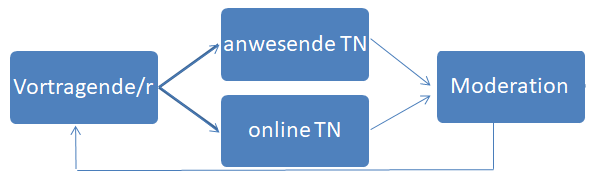 Vortragende/r
anwesende TN
online TN
Moderation